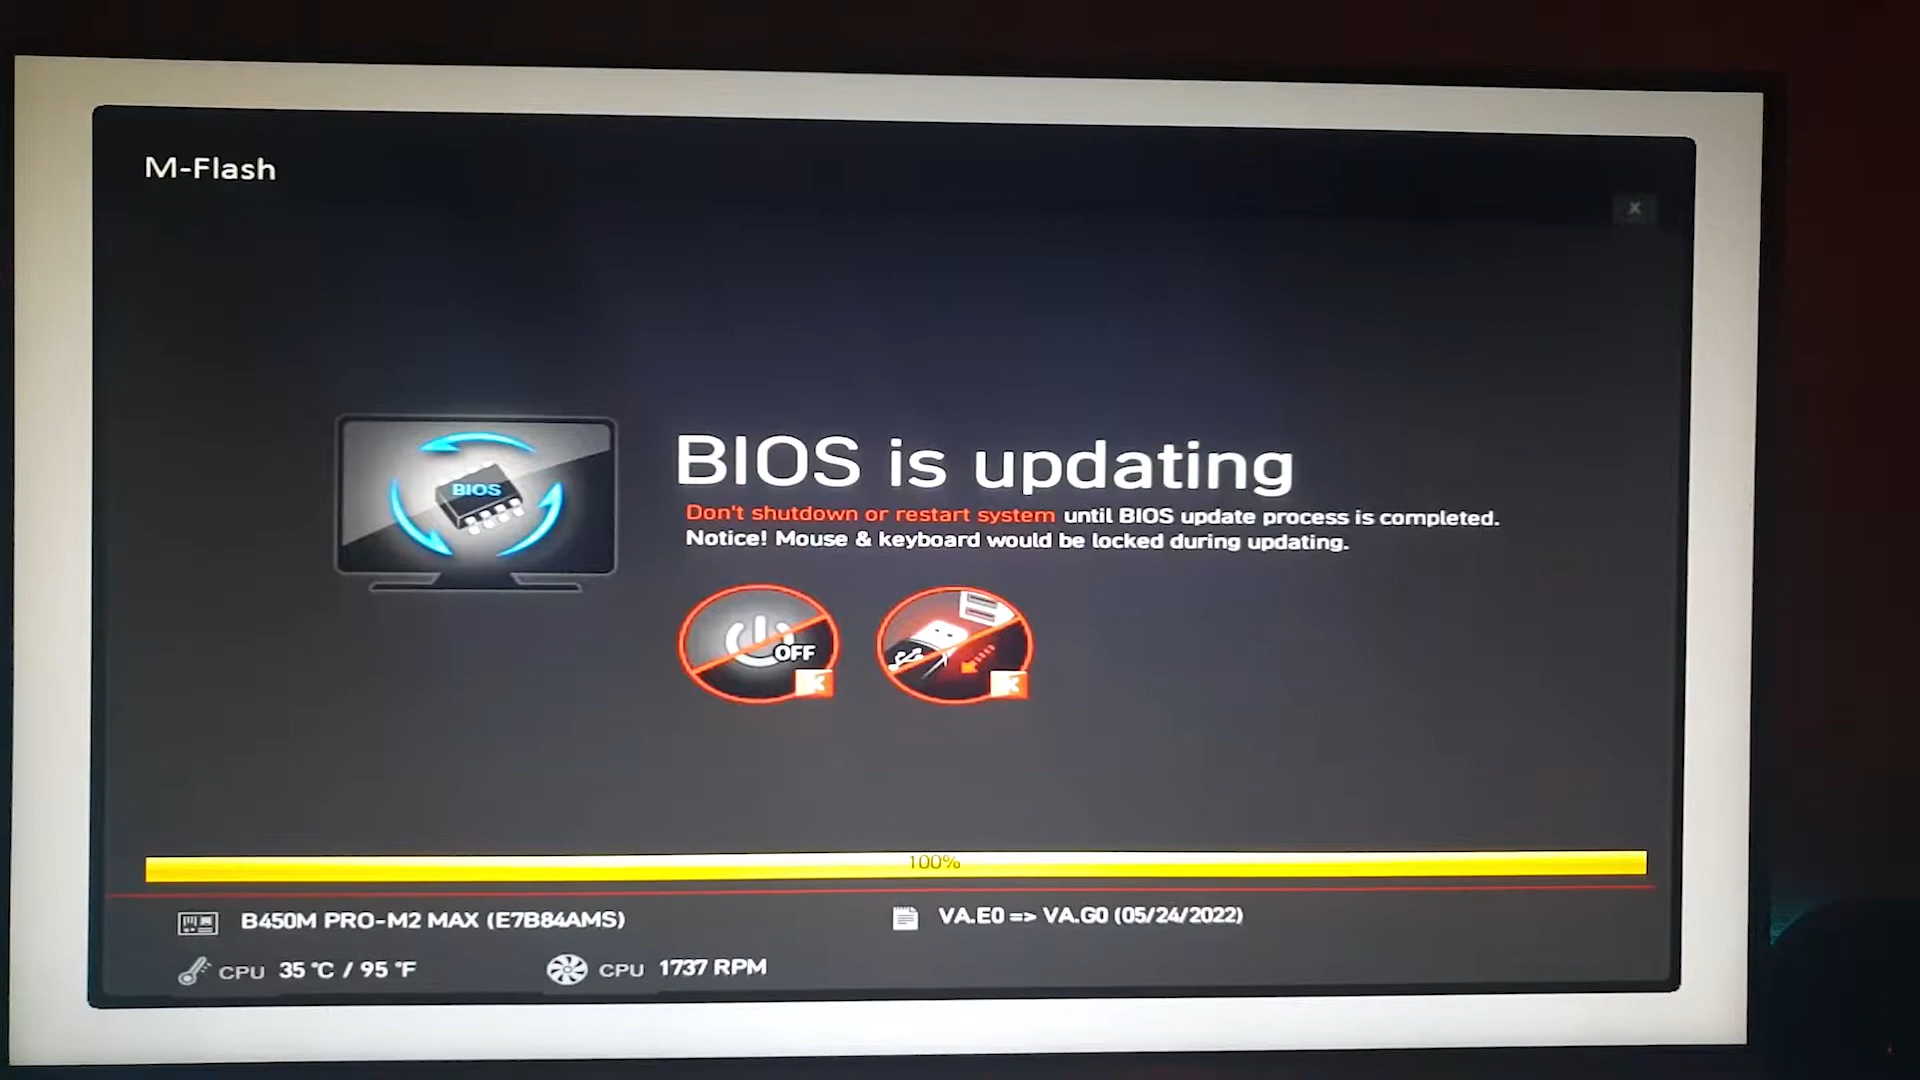 M-Flash
x
BIOS
BIOS is updating
Don't shutdown or restart system until BIOS update process is completed.
Notice! Mouse & keyboard would be locked during updating.
OFF
100%
B450M PRO-M2 MAX (E7B84AMS)
VA.E0 => VA.G0 (05/24/2022)
CPU 35 °C / 95 °F
CPU 1737 RPM